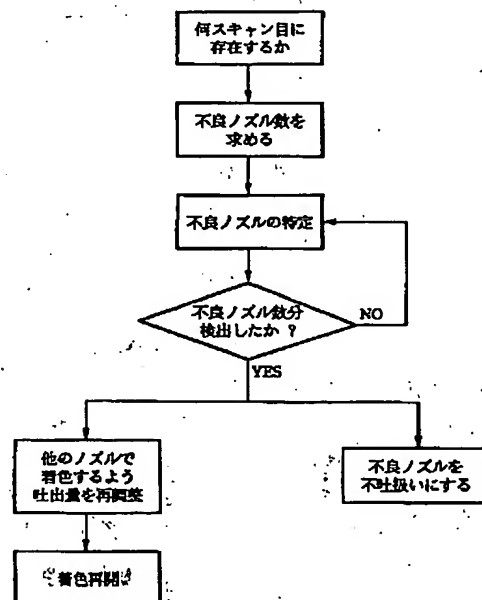 何スキャン目に
存在するか
不良ノズル数を
求める
不良ノズルの特定
不良ノズル数分
検出したか ?
NO
YES
他のノズルで
着色するよう
吐出量を再調整
不良ノズルを
不吐扱いにする
着色再開